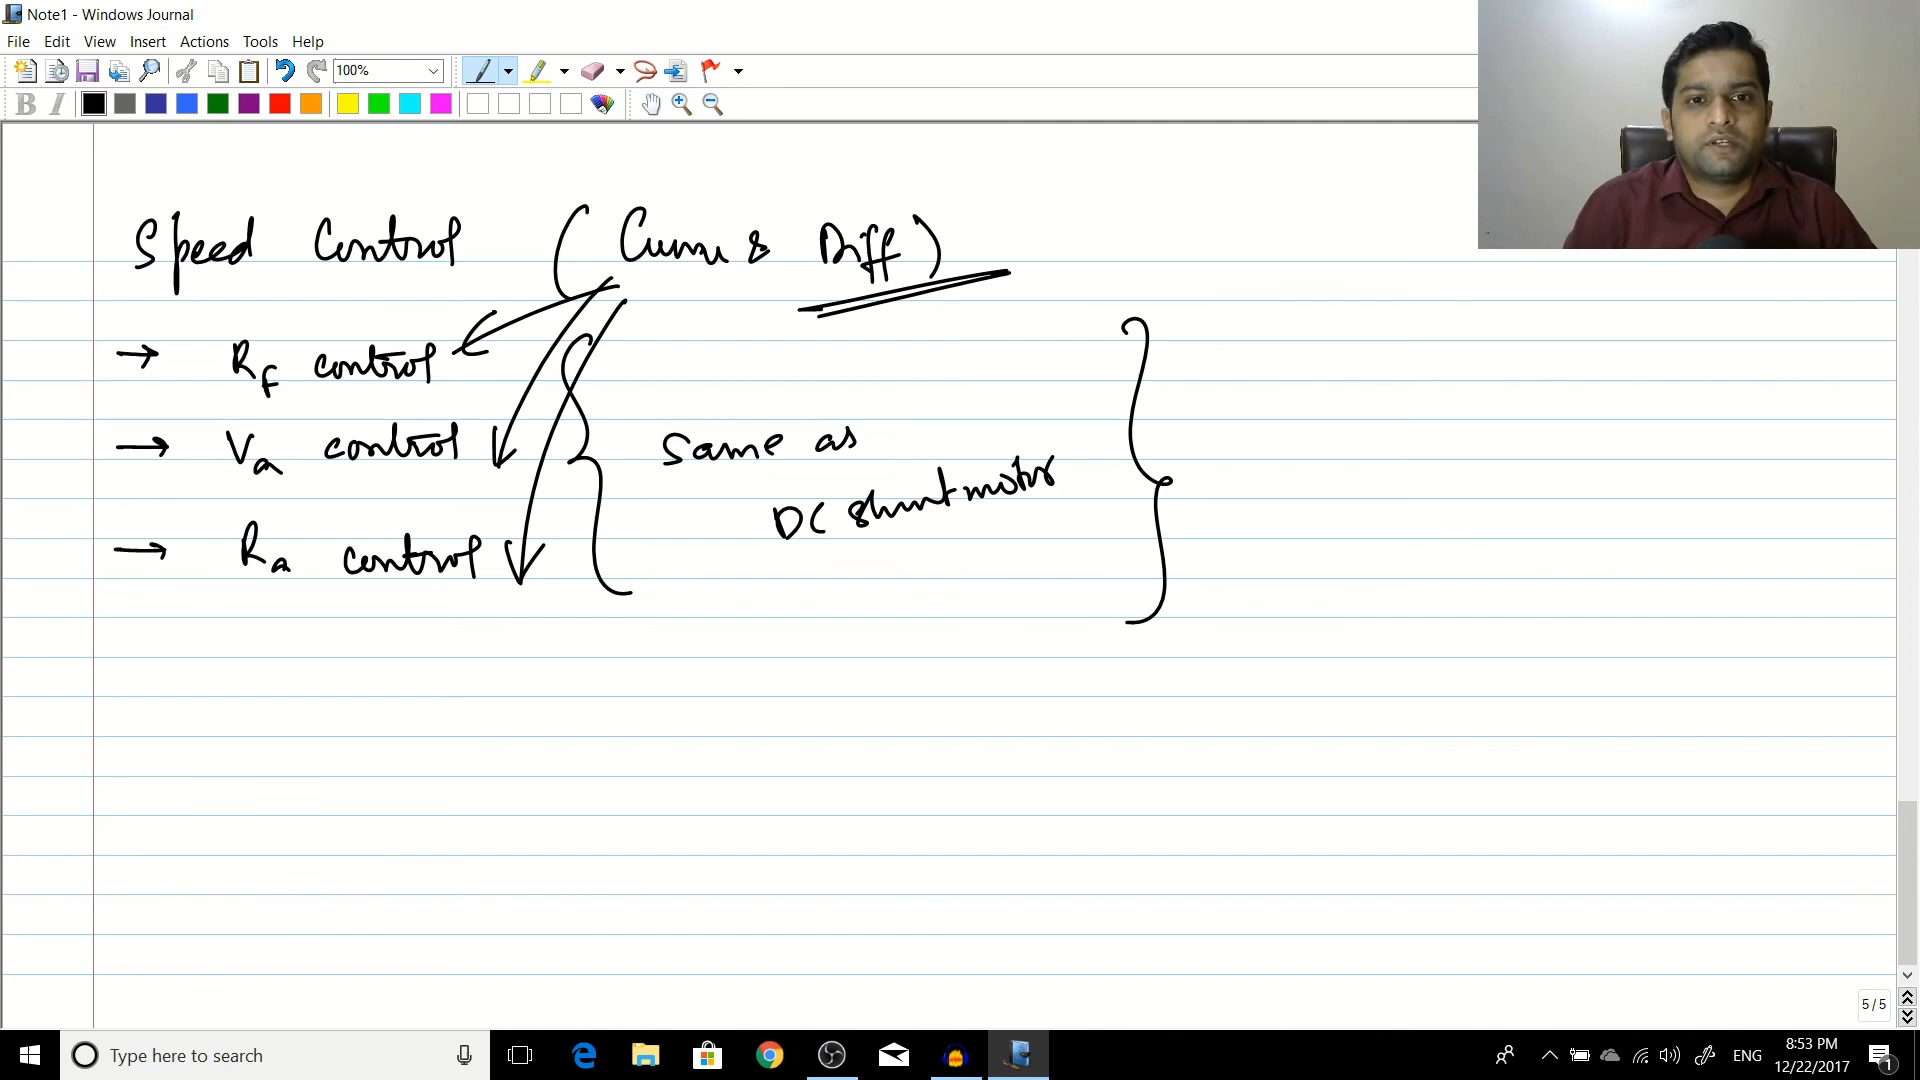 Note1 - Windows Journal
File Edit View Insert Actions Tools Help
100%
B I
Speed Control (Cumu & Diff)
→ Rf control
→ Va control
same as
DC shunt motor
→ Ra control
5 / 5
Type here to search
ENG
8:53 PM
12/22/2017
1